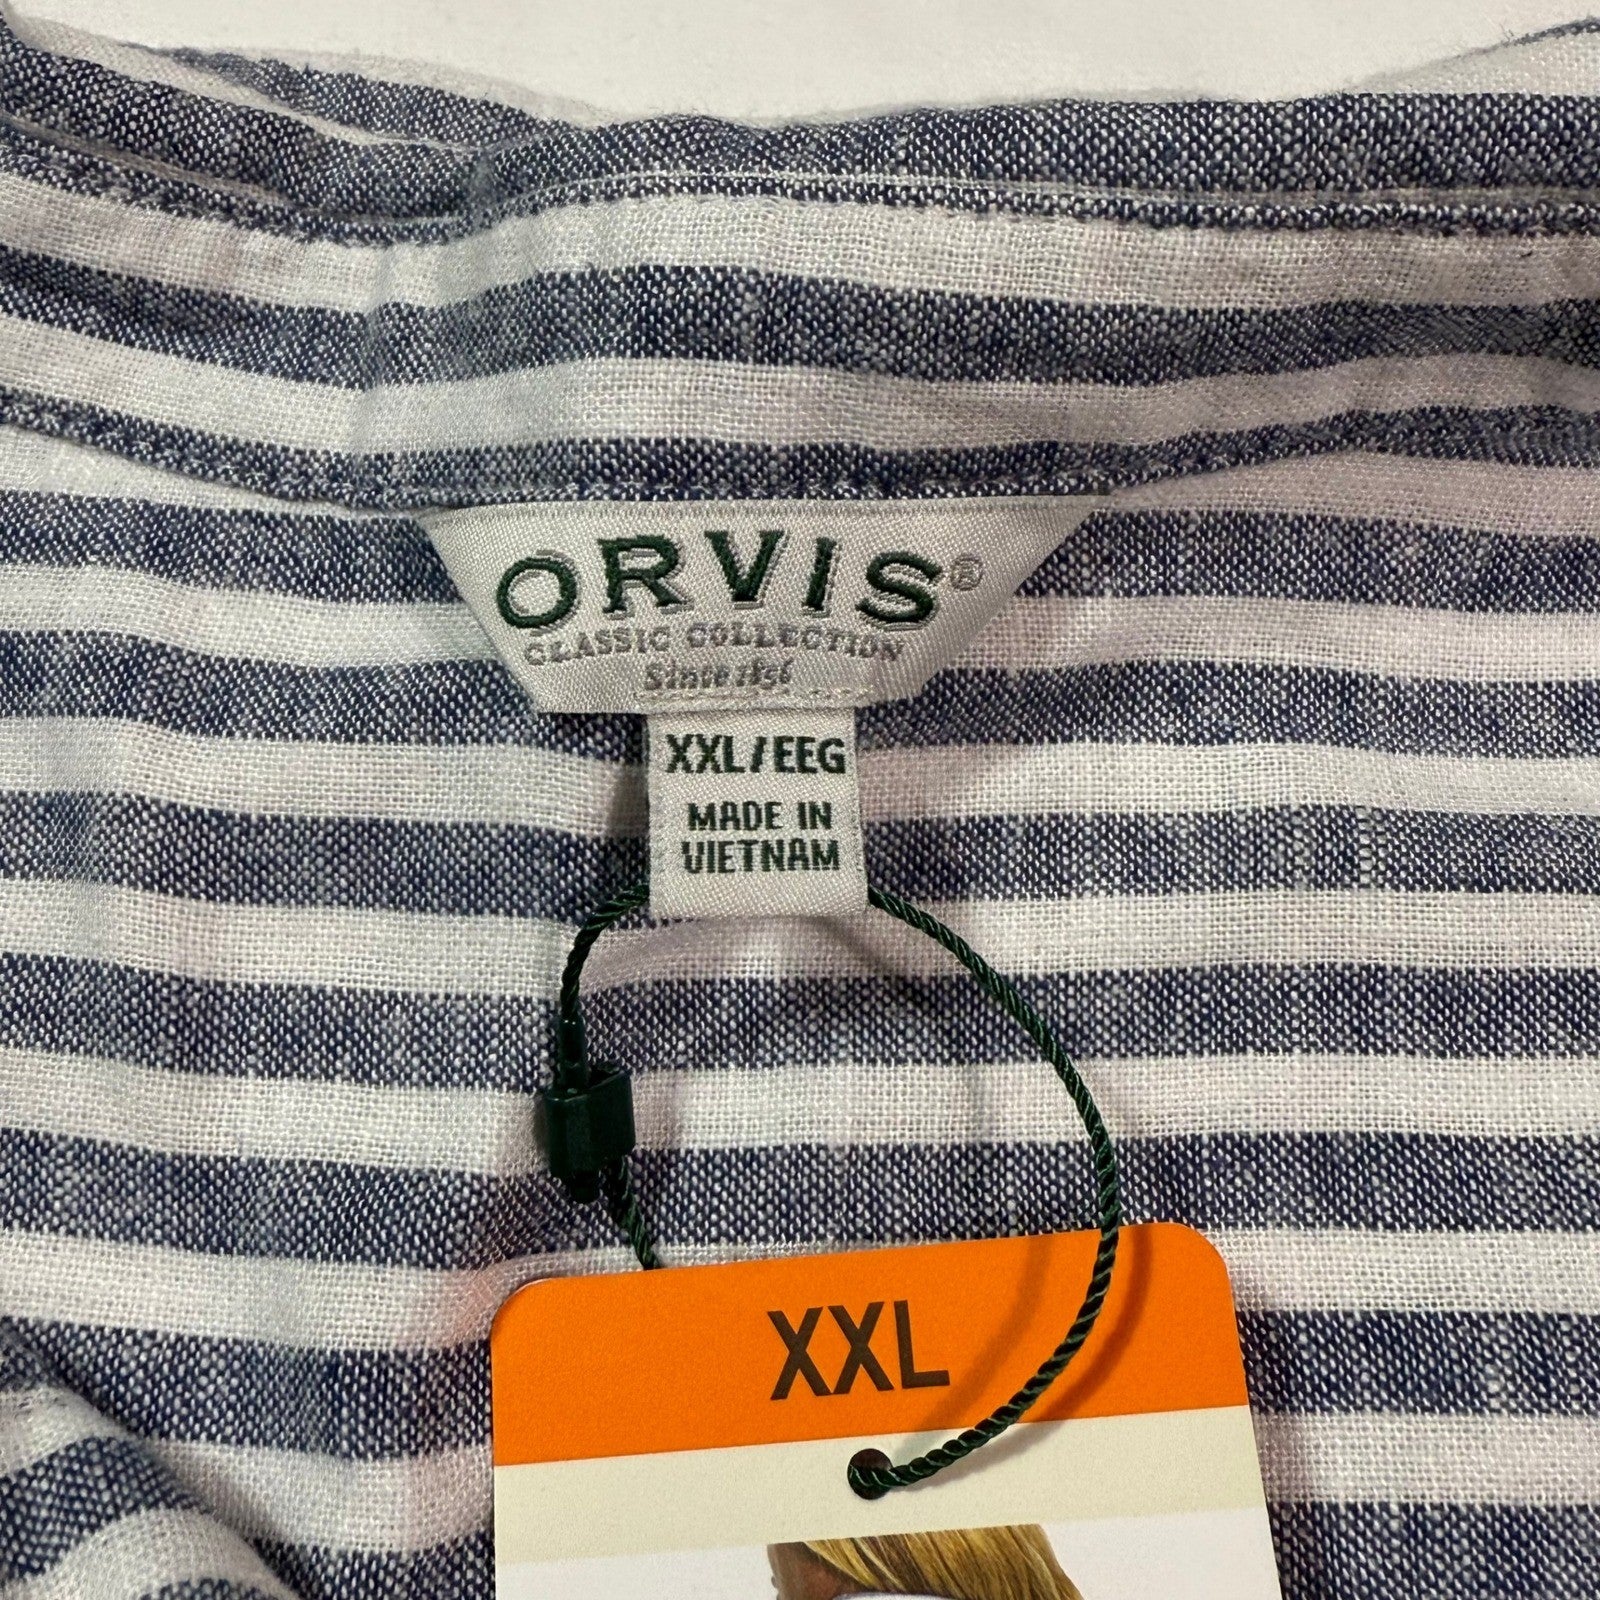 ORVIS®
CLASSIC COLLECTION
Since 1856
XXL/EEG
MADE IN
VIETNAM
XXL